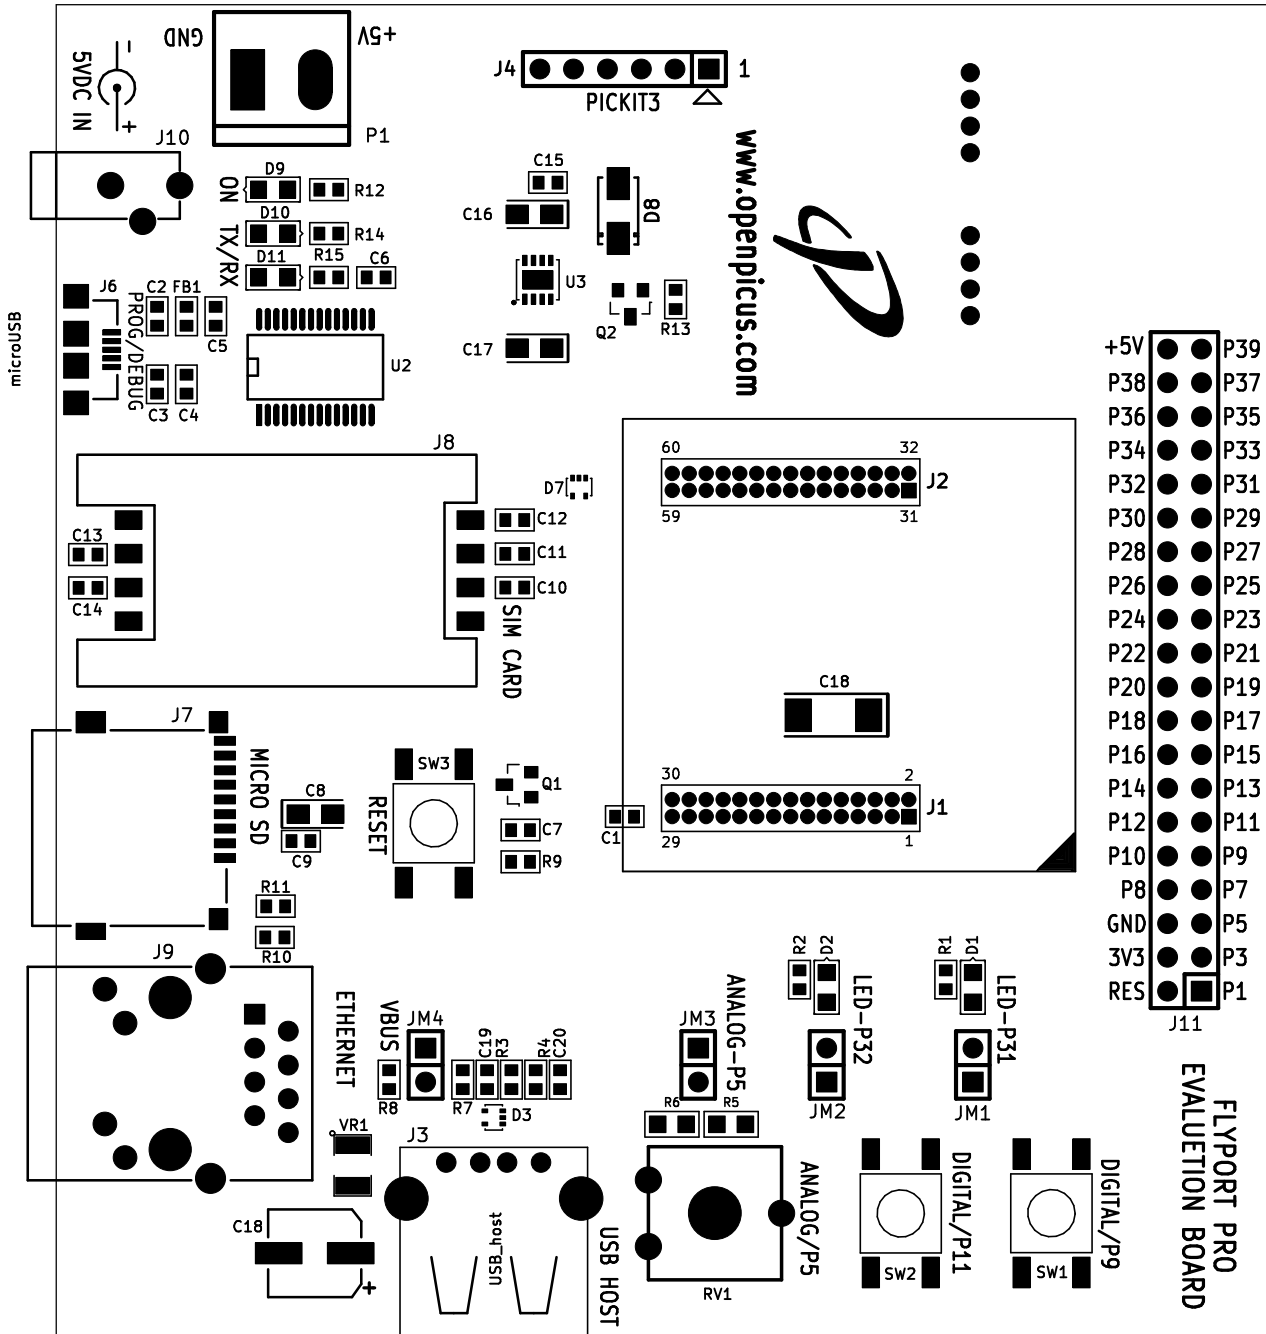 GND
+5V
-
5VDC IN
+
J10
P1
J4
1
PICKIT3
www.openpicus.com
ON
D9
R12
D10
R14
TX/RX
D11
R15
C6
C15
C16
D8
U3
Q2
R13
C17
microUSB
J6
PROG/DEBUG
C2
FB1
C5
C3
C4
U2
J8
D7
C13
C14
C12
C11
C10
SIM CARD
60
32
J2
59
31
C18
30
2
J1
29
1
C1
J7
MICRO SD
C8
C9
RESET
SW3
Q1
C7
R9
R11
R10
J9
ETHERNET
VBUS
JM4
R8
R7
C19
R3
R4
C20
D3
VR1
C18
+
J3
USB_host
USB HOST
JM3
ANALOG-P5
R6
R5
ANALOG/P5
RV1
R2
D2
LED-P32
JM2
R1
D1
LED-P31
JM1
DIGITAL/P11
SW2
DIGITAL/P9
SW1
+5V P39
P38 P37
P36 P35
P34 P33
P32 P31
P30 P29
P28 P27
P26 P25
P24 P23
P22 P21
P20 P19
P18 P17
P16 P15
P14 P13
P12 P11
P10 P9
P8 P7
GND P5
3V3 P3
RES P1
J11
FLYPORT PRO
EVALUETION BOARD